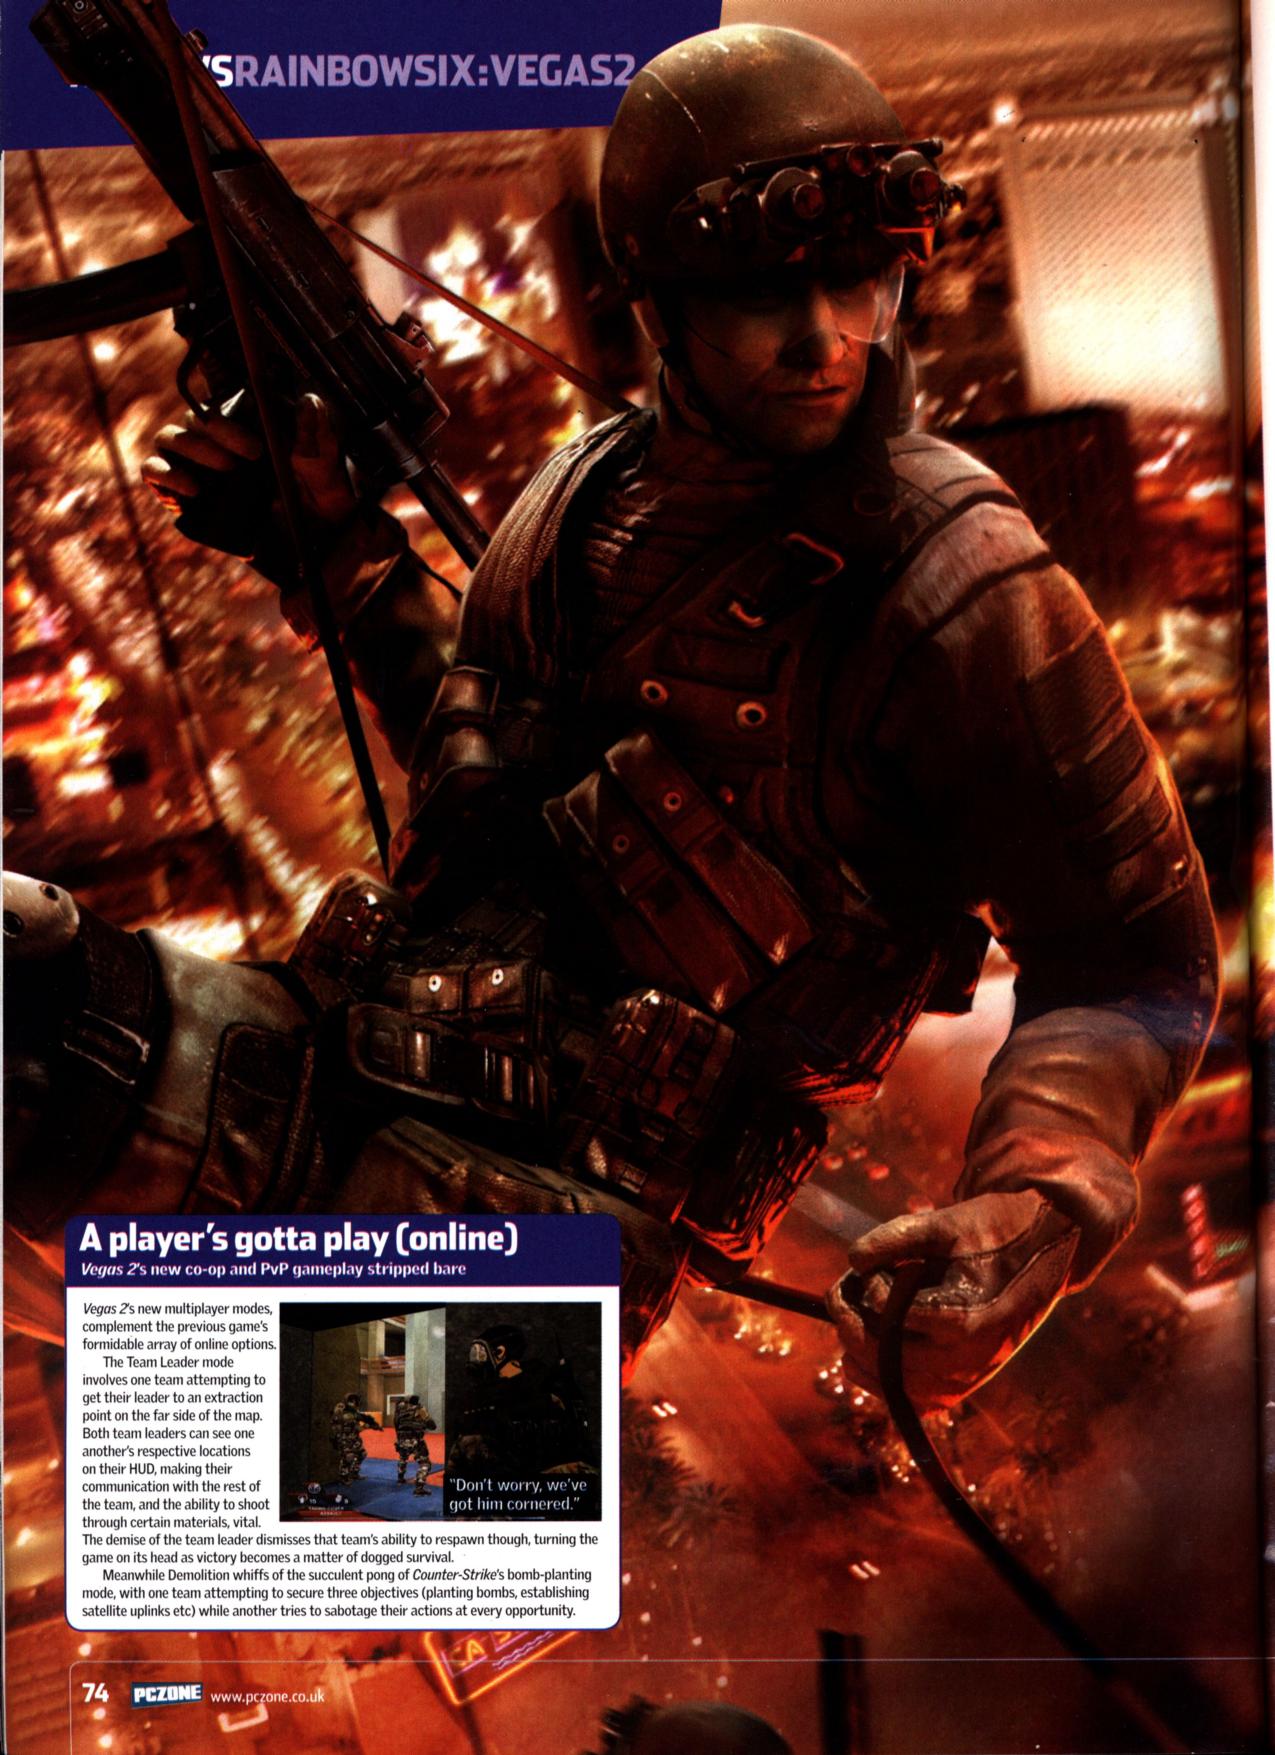 RAINBOWSIX:VEGAS2
A player's gotta play (online)
Vegas 2's new co-op and PvP gameplay stripped bare
Vegas 2's new multiplayer modes,
complement the previous game's
formidable array of online options.
The Team Leader mode
involves one team attempting to
get their leader to an extraction
point on the far side of the map.
Both team leaders can see one
another's respective locations
on their HUD, making their
communication with the rest of
the team, and the ability to shoot
through certain materials, vital.
The demise of the team leader dismisses that team's ability to respawn though, turning the
game on its head as victory becomes a matter of dogged survival.
Meanwhile Demolition whiffs of the succulent pong of Counter-Strike's bomb-planting
mode, with one team attempting to secure three objectives (planting bombs, establishing
satellite uplinks etc) while another tries to sabotage their actions at every opportunity.
"Don't worry, we've
got him cornered."
74 PCZONE www.pczone.co.uk